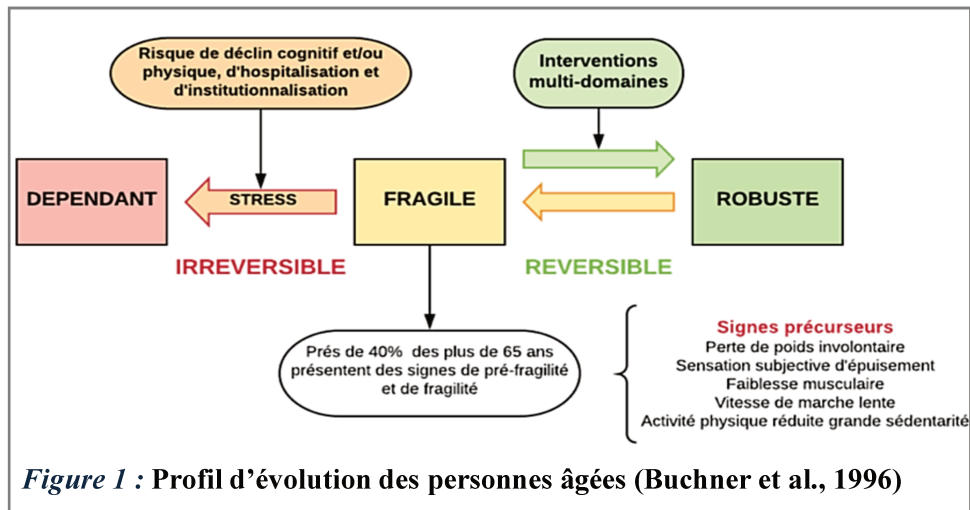 Risque de déclin cognitif et/ou
physique, d'hospitalisation et
d'institutionnalisation
Interventions
multi-domaines
DEPENDANT
STRESS
FRAGILE
ROBUSTE
IRREVERSIBLE
REVERSIBLE
Prés de 40% des plus de 65 ans
présentent des signes de pré-fragilité
et de fragilité
Signes précurseurs
Perte de poids involontaire
Sensation subjective d'épuisement
Faiblesse musculaire
Vitesse de marche lente
Activité physique réduite grande sédentarité
Figure 1 : Profil d'évolution des personnes âgées (Buchner et al., 1996)